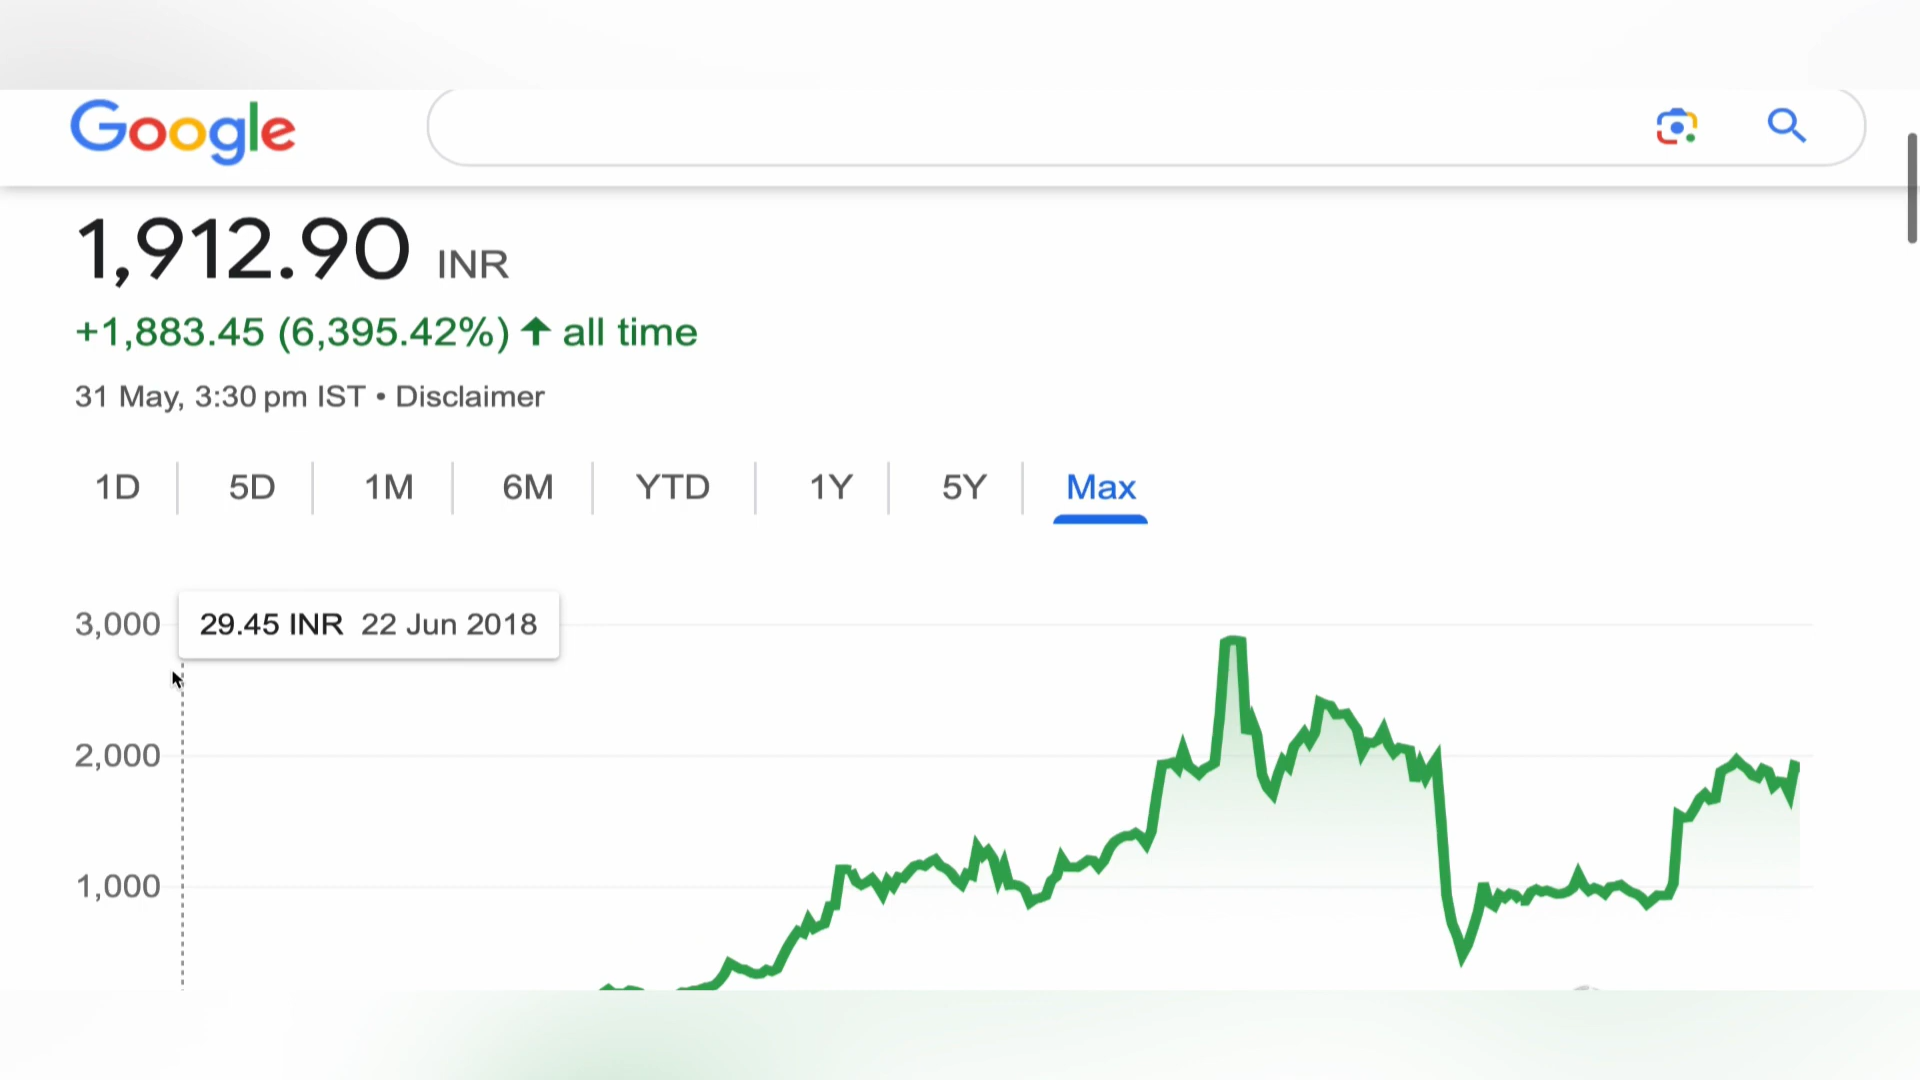 Google
1,912.90 INR
+1,883.45 (6,395.42%) ↑ all time
31 May, 3:30 pm IST • Disclaimer
1D 5D 1M 6M YTD 1Y 5Y Max
3,000
29.45 INR 22 Jun 2018
2,000
1,000